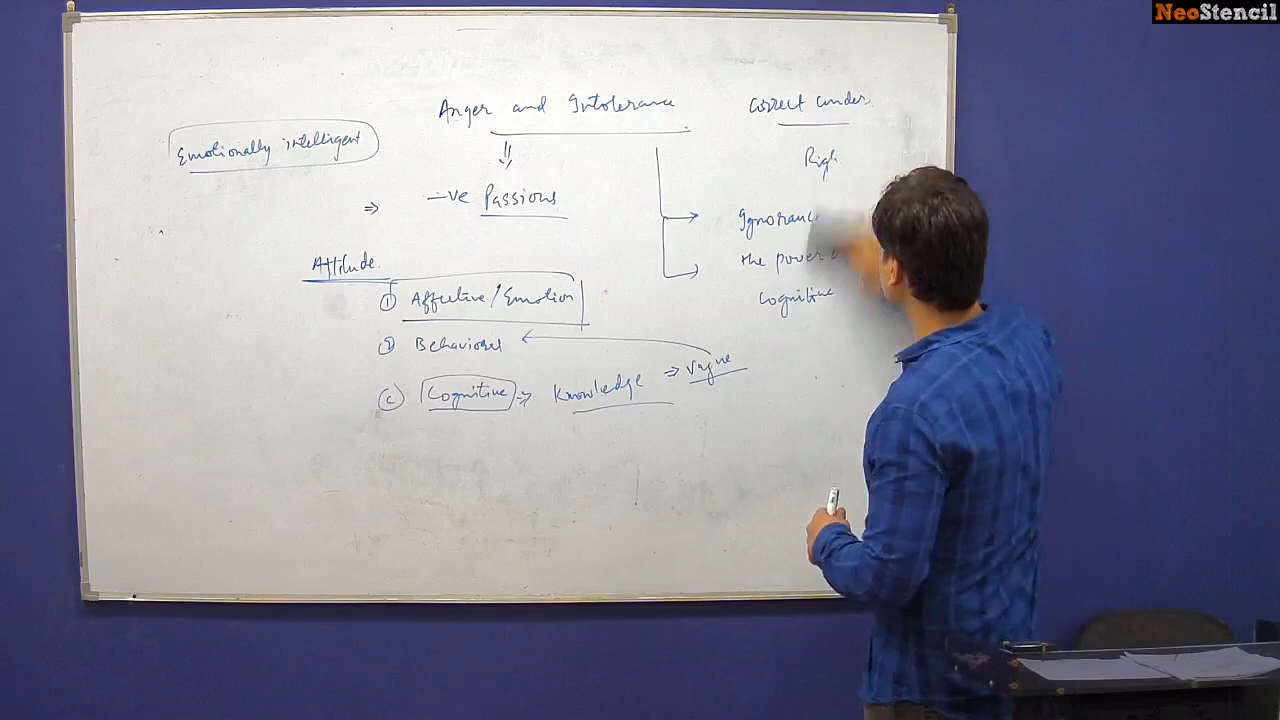 NeoStencil
Anger and Intolerance
Correct under
Emotionally intelligent
Righ
⇒ -ve Passions
Ignoranc
the power
Cognitive
Attitude.
① Affective/Emotion
② Behavioral
ⓒ Cognitive ⇒ Knowledge ⇒ Vague